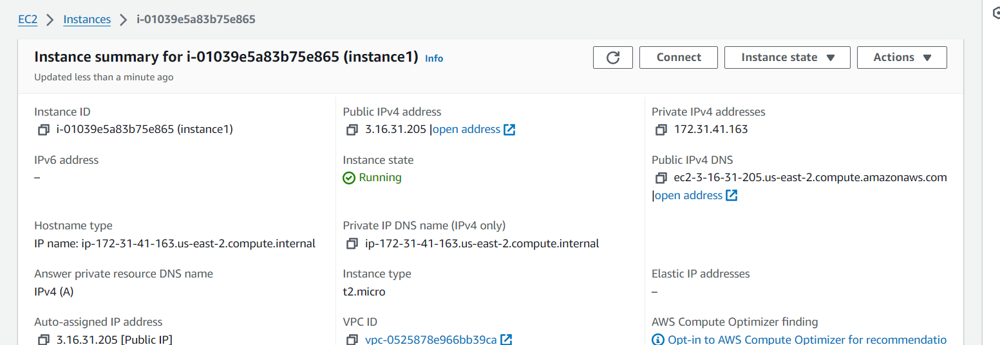 EC2 > Instances > i-01039e5a83b75e865
Instance summary for i-01039e5a83b75e865 (instance1) Info
Updated less than a minute ago
Connect
Instance state
Actions
Instance ID
i-01039e5a83b75e865 (instance1)
Public IPv4 address
3.16.31.205 |open address
Private IPv4 addresses
172.31.41.163
IPv6 address
–
Instance state
Running
Public IPv4 DNS
ec2-3-16-31-205.us-east-2.compute.amazonaws.com
|open address
Hostname type
IP name: ip-172-31-41-163.us-east-2.compute.internal
Private IP DNS name (IPv4 only)
ip-172-31-41-163.us-east-2.compute.internal
Answer private resource DNS name
IPv4 (A)
Instance type
t2.micro
Elastic IP addresses
–
Auto-assigned IP address
3.16.31.205 [Public IP]
VPC ID
vpc-0525878e966bb39ca
AWS Compute Optimizer finding
Opt-in to AWS Compute Optimizer for recommendatio